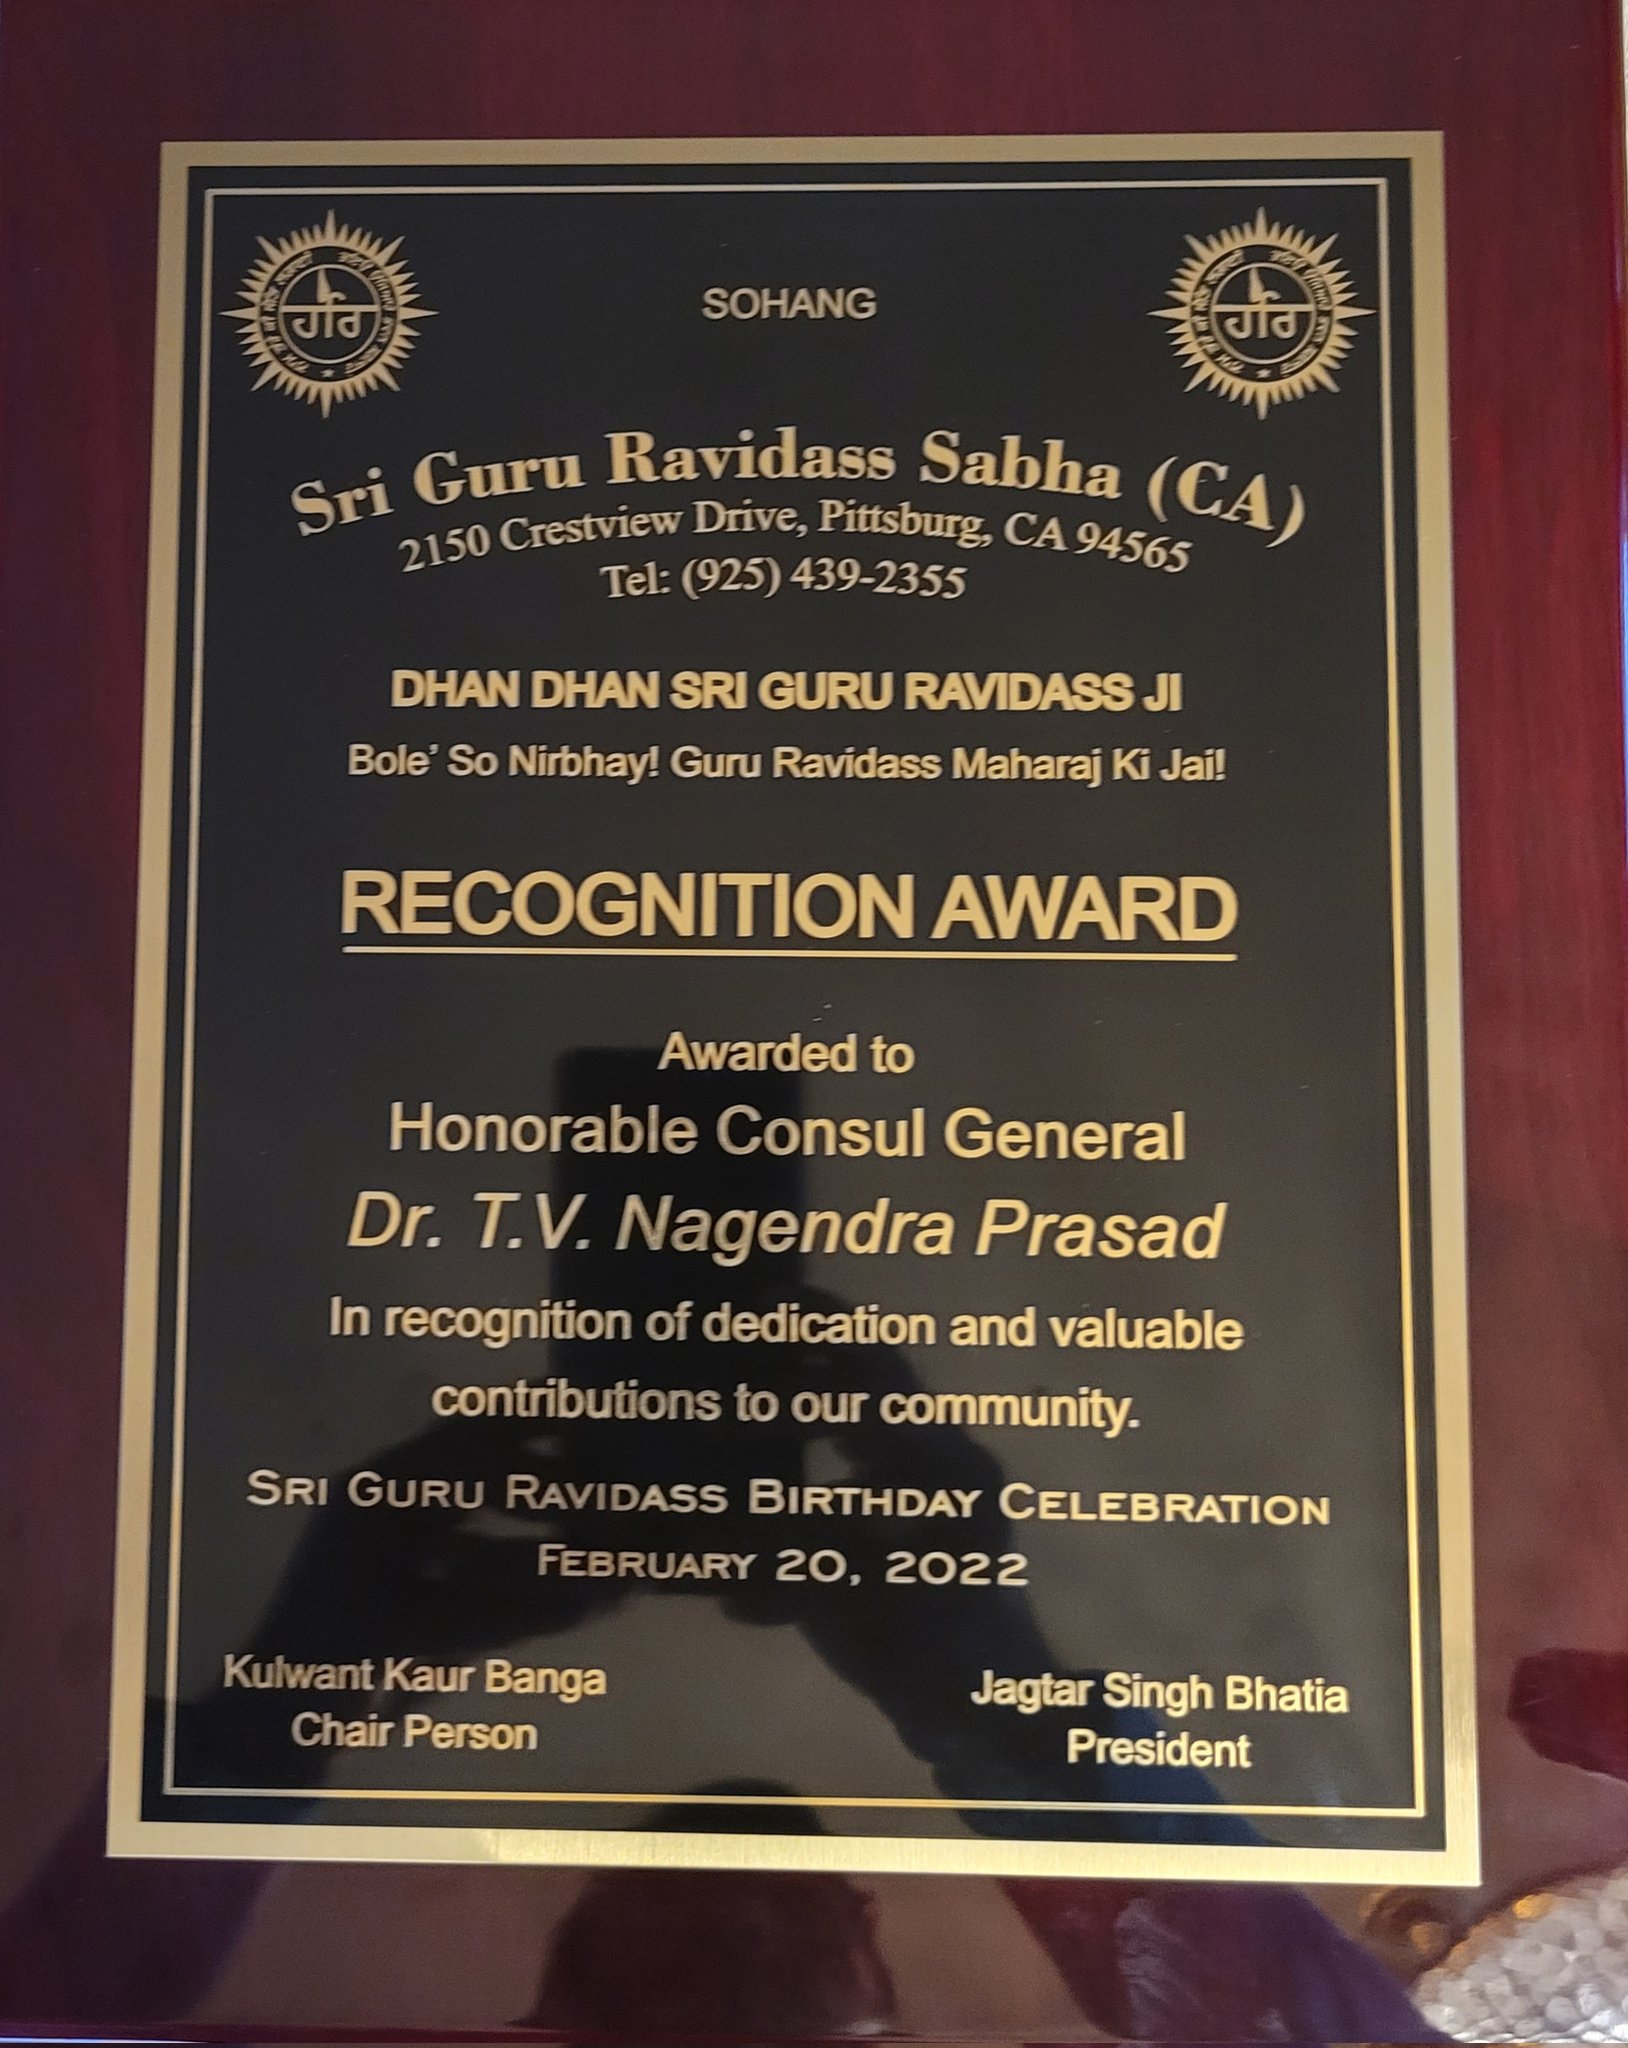 SOHANG
ਹਰਿ
ਹਰਿ
Sri Guru Ravidass Sabha (CA)
2150 Crestview Drive, Pittsburg, CA 94565
Tel: (925) 439-2355
DHAN DHAN SRI GURU RAVIDASS JI
Bole’ So Nirbhay! Guru Ravidass Maharaj Ki Jai!
RECOGNITION AWARD
Awarded to
Honorable Consul General
Dr. T.V. Nagendra Prasad
In recognition of dedication and valuable
contributions to our community.
SRI GURU RAVIDASS BIRTHDAY CELEBRATION
FEBRUARY 20, 2022
Kulwant Kaur Banga
Chair Person
Jagtar Singh Bhatia
President